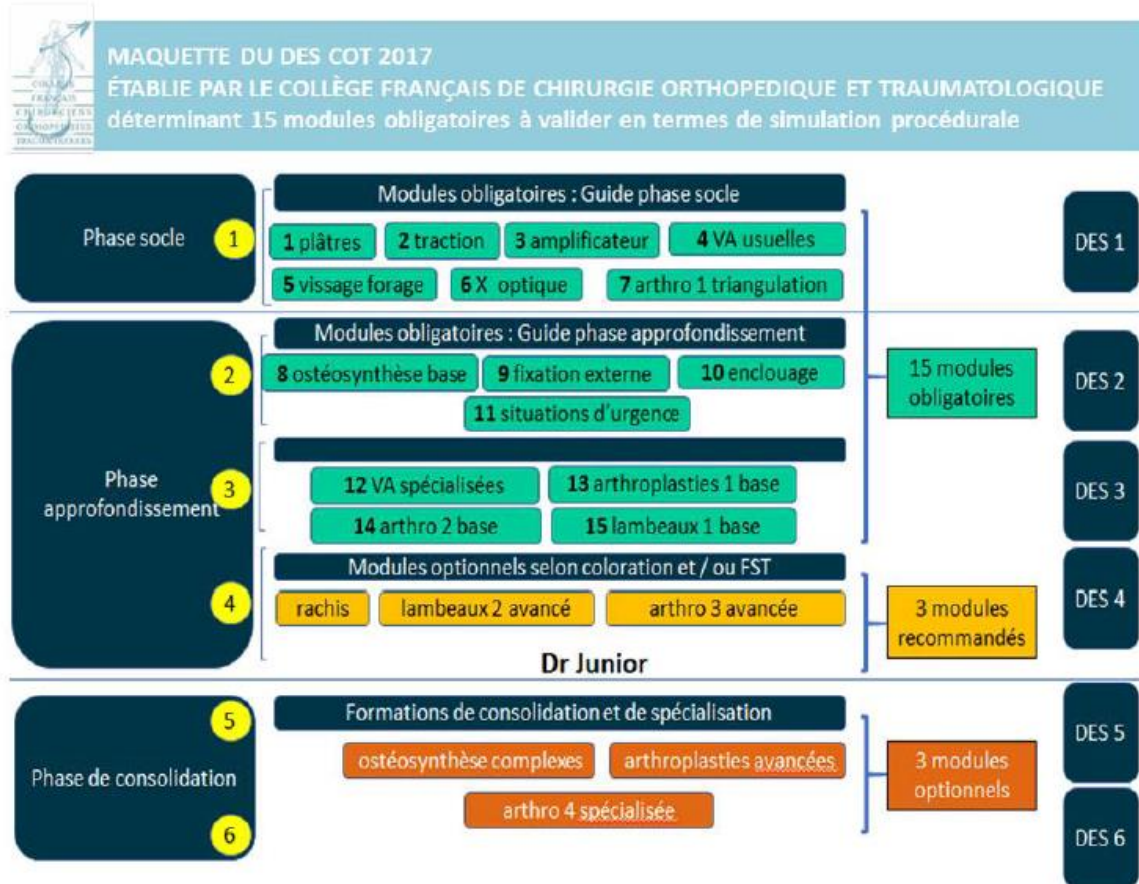 COLLÈGE
FRANÇAIS
CHIRURGIENS
ORTHOPÉDISTES
TRAUMATOLOGUES
MAQUETTE DU DES COT 2017
ÉTABLIE PAR LE COLLÈGE FRANÇAIS DE CHIRURGIE ORTHOPEDIQUE ET TRAUMATOLOGIQUE
déterminant 15 modules obligatoires à valider en termes de simulation procédurale
Phase socle
1
Modules obligatoires : Guide phase socle
1 plâtres
2 traction
3 amplificateur
4 VA usuelles
5 vissage forage
6 X optique
7 arthro 1 triangulation
DES 1
Phase
approfondissement
2
Modules obligatoires : Guide phase approfondissement
8 ostéosynthèse base
9 fixation externe
10 enclouage
11 situations d'urgence
15 modules
obligatoires
DES 2
3
12 VA spécialisées
13 arthroplasties 1 base
14 arthro 2 base
15 lambeaux 1 base
DES 3
4
Modules optionnels selon coloration et / ou FST
rachis
lambeaux 2 avancé
arthro 3 avancée
Dr Junior
3 modules
recommandés
DES 4
Phase de consolidation
5
6
Formations de consolidation et de spécialisation
ostéosynthèse complexes
arthroplasties avancées
arthro 4 spécialisée
3 modules
optionnels
DES 5
DES 6